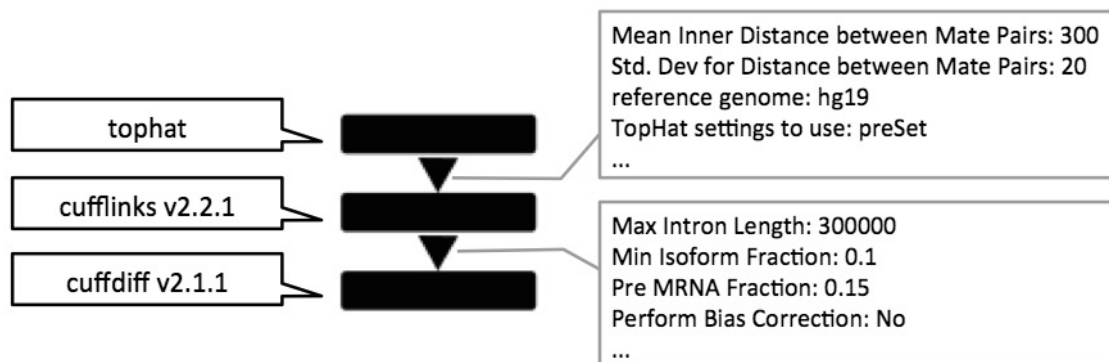 Mean Inner Distance between Mate Pairs: 300
Std. Dev for Distance between Mate Pairs: 20
reference genome: hg19
TopHat settings to use: preSet
...
tophat
cufflinks v2.2.1
cuffdiff v2.1.1
Max Intron Length: 300000
Min Isoform Fraction: 0.1
Pre MRNA Fraction: 0.15
Perform Bias Correction: No
...